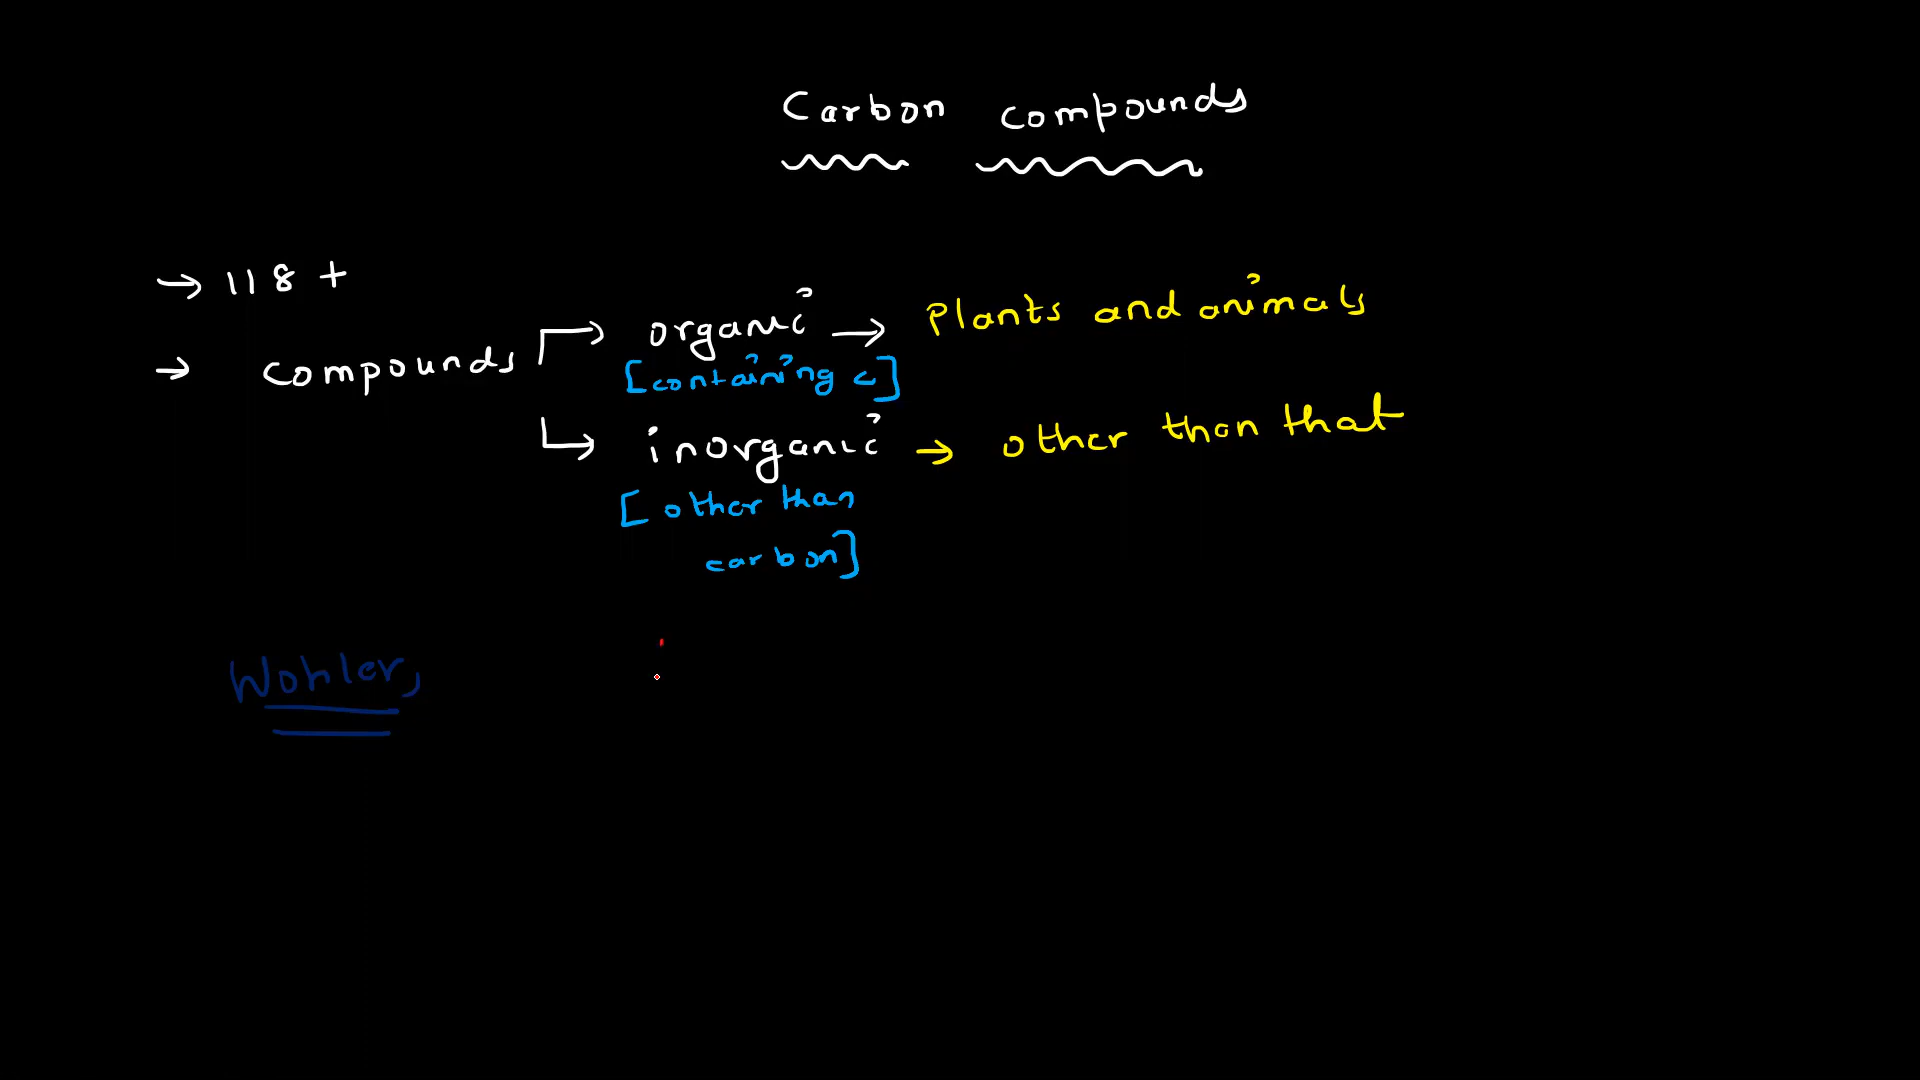 Carbon compounds
→ 118 +
→ compounds → organic → Plants and animals
[containing c]
→ inorganic → other than that
[other than
carbon]
Wohler,